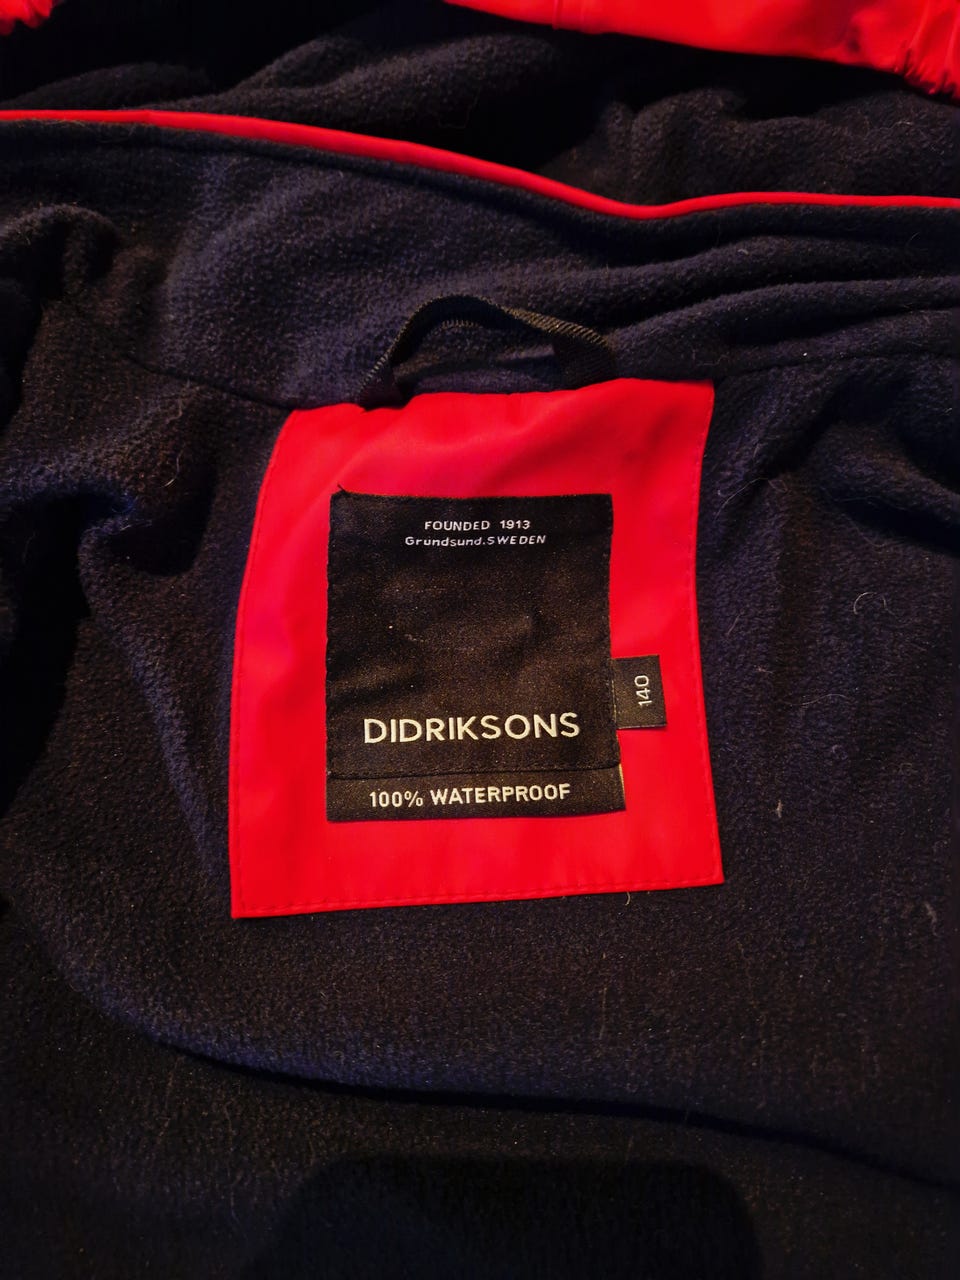 FOUNDED 1913
Grundsund.SWEDEN
DIDRIKSONS
140
100% WATERPROOF